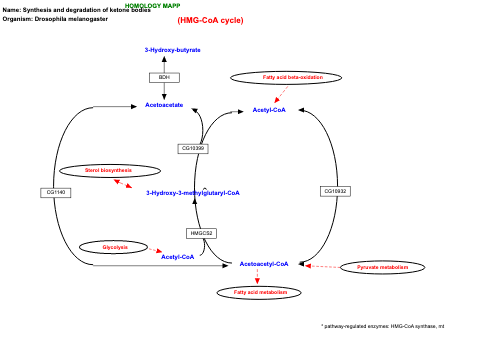 HOMOLOGY MAPP
Name: Synthesis and degradation of ketone bodies
Organism: Drosophila melanogaster
(HMG-CoA cycle)
3-Hydroxy-butyrate
BDH
Fatty acid beta-oxidation
Acetoacetate
Acetyl-CoA
CG10399
Sterol biosynthesis
CG1140
3-Hydroxy-3-methylglutaryl-CoA
CG10932
HMGCS2
Glycolysis
Acetyl-CoA
Acetoacetyl-CoA
Pyruvate metabolism
Fatty acid metabolism
* pathway-regulated enzymes: HMG-CoA synthase, mt